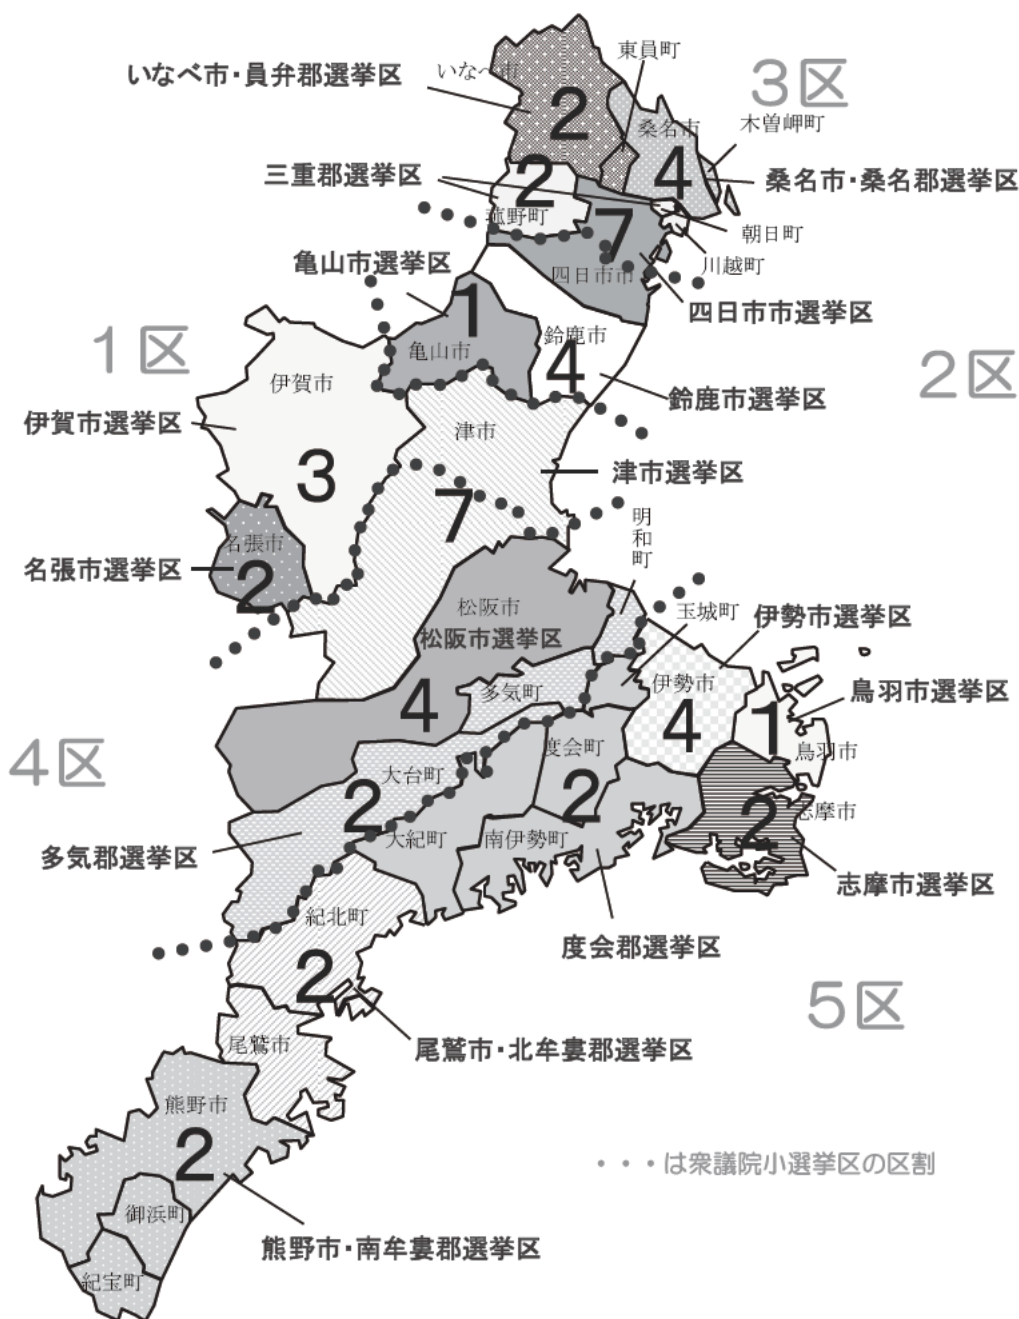 東員町
いなべ市・員弁郡選挙区
いなべ市
3区
2
桑名市
木曽岬町
4
桑名市・桑名郡選挙区
三重郡選挙区
2
菰野町
7
朝日町
川越町
四日市市
四日市市選挙区
亀山市選挙区
1
亀山市
鈴鹿市
4
鈴鹿市選挙区
1区
2区
伊賀市
伊賀市選挙区
3
津市
津市選挙区
7
名張市
名張市選挙区
2
明和町
松阪市
松阪市選挙区
4
玉城町
伊勢市選挙区
伊勢市
4
鳥羽市選挙区
1
鳥羽市
多気町
4区
大台町
2
度会町
2
志摩市
2
志摩市選挙区
大紀町
南伊勢町
多気郡選挙区
度会郡選挙区
紀北町
2
5区
尾鷲市
尾鷲市・北牟婁郡選挙区
熊野市
2
・・・は衆議院小選挙区の区割
御浜町
熊野市・南牟婁郡選挙区
紀宝町